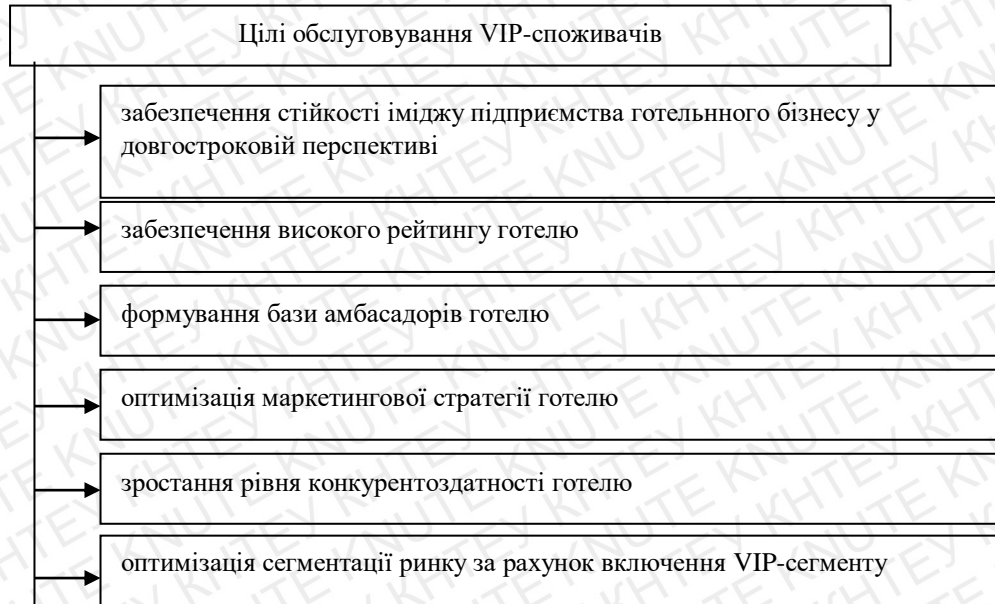 Цілі обслуговування VIP-споживачів
забезпечення стійкості іміджу підприємства готельнного бізнесу у
довгостроковій перспективі
забезпечення високого рейтингу готелю
формування бази амбасадорів готелю
оптимізація маркетингової стратегії готелю
зростання рівня конкурентоздатності готелю
оптимізація сегментації ринку за рахунок включення VIP-сегменту